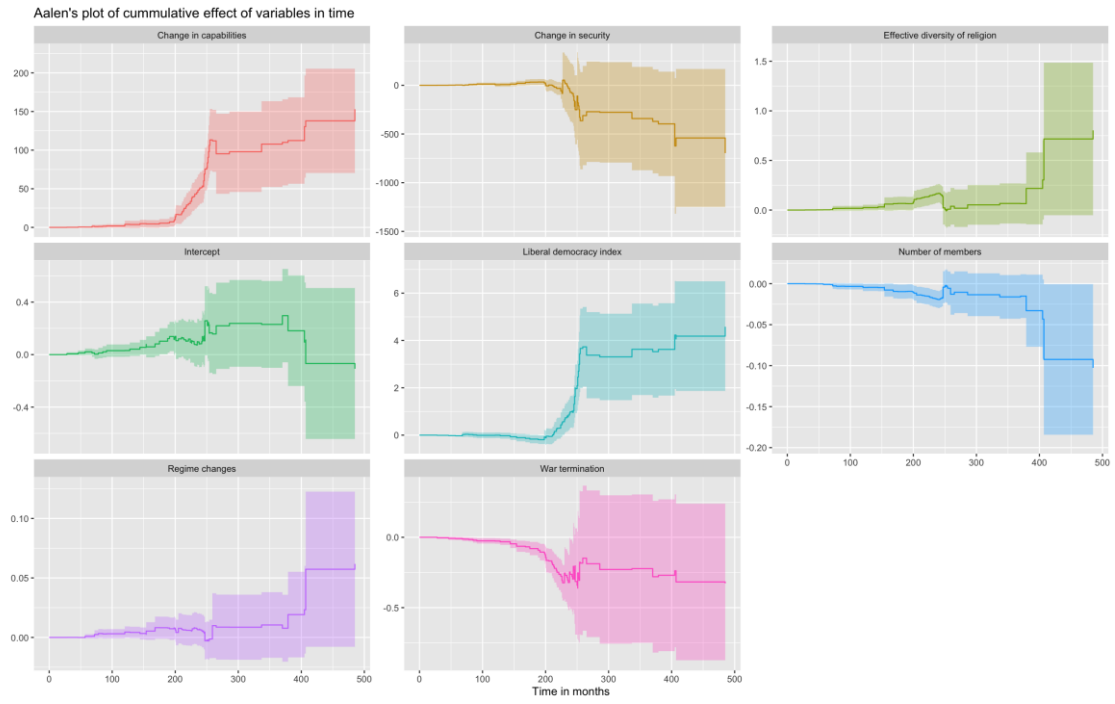 Aalen's plot of cummulative effect of variables in time
Change in capabilities
Change in security
Effective diversity of religion
200
150
100
50
0
0
-500
-1000
-1500
1.5
1.0
0.5
0.0
Intercept
Liberal democracy index
Number of members
0.4
0.0
-0.4
6
4
2
0
0.00
-0.05
-0.10
-0.15
-0.20
0 100 200 300 400 500
Regime changes
War termination
0.10
0.05
0.00
0.0
-0.5
0 100 200 300 400 500
0 100 200 300 400 500
Time in months